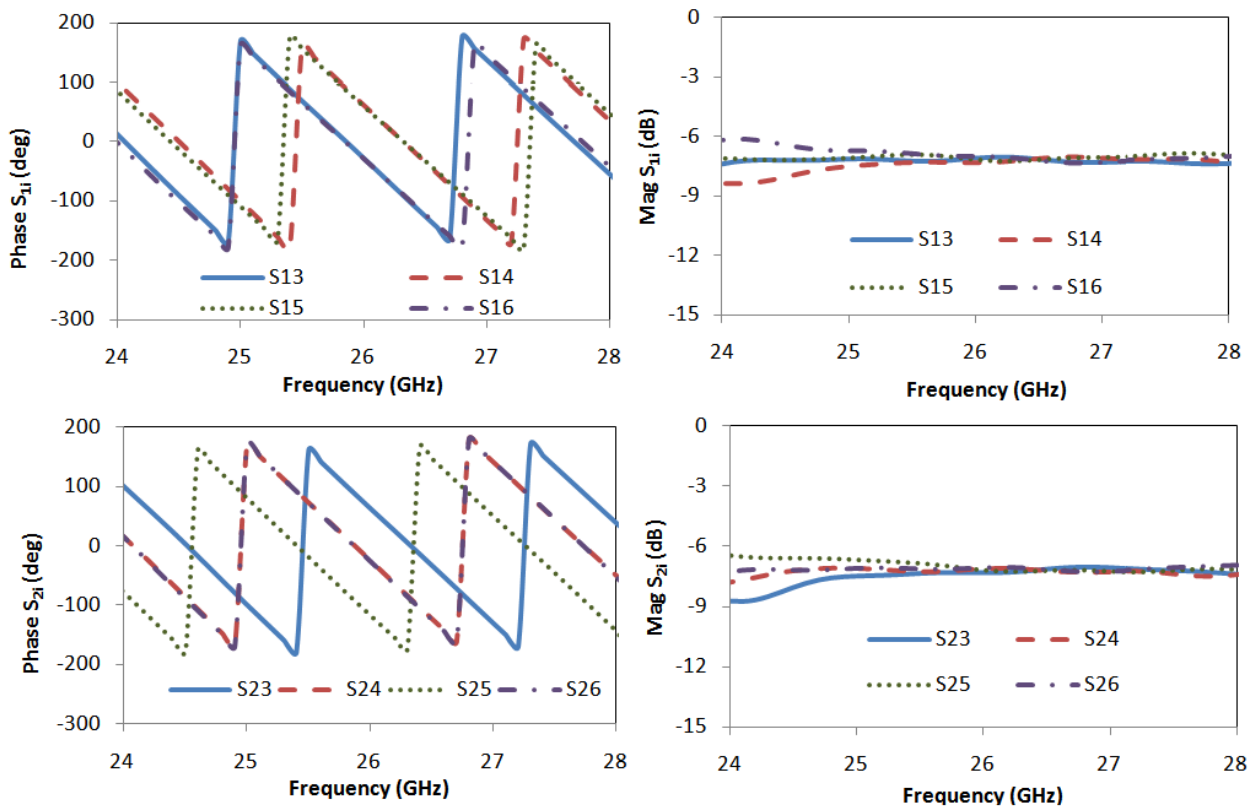 200
100
0
-100
-200
-300
Phase S1i (deg)
S13
S14
S15
S16
24
25
26
27
28
Frequency (GHz)
0
-3
-6
-9
-12
-15
Mag S1i (dB)
S13
S14
S15
S16
24
25
26
27
28
Frequency (GHz)
200
100
0
-100
-200
-300
Phase S2i (deg)
S23
S24
S25
S26
24
25
26
27
28
Frequency (GHz)
0
-3
-6
-9
-12
-15
Mag S2i (dB)
S23
S24
S25
S26
24
25
26
27
28
Frequency (GHz)